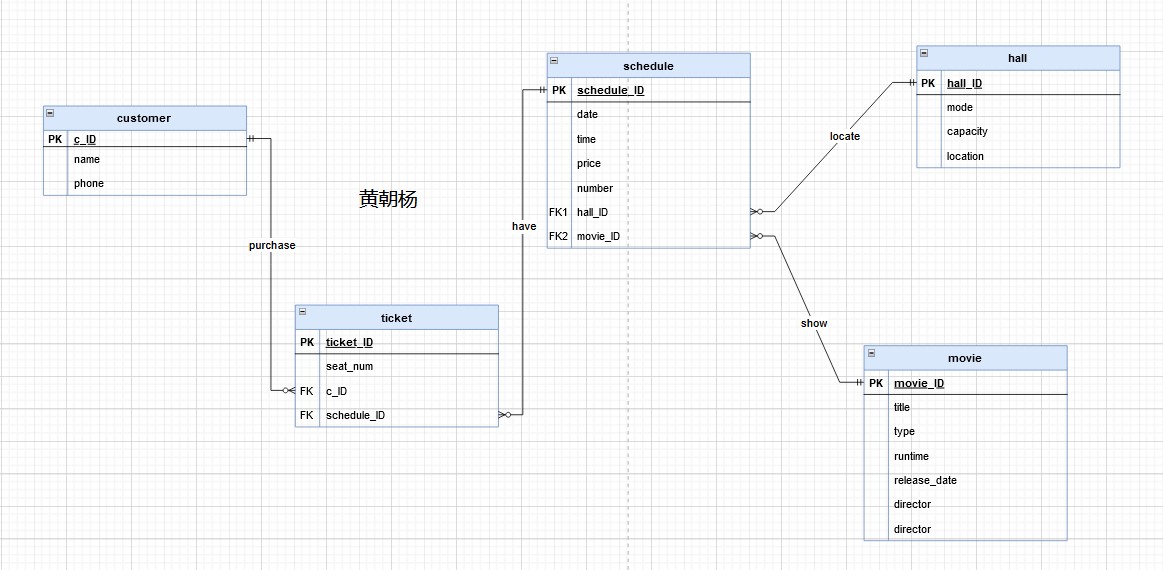 customer
PK c_ID
name
phone
黄朝杨
purchase
ticket
PK ticket_ID
seat_num
FK c_ID
FK schedule_ID
have
schedule
PK schedule_ID
date
time
price
number
FK1 hall_ID
FK2 movie_ID
locate
show
hall
PK hall_ID
mode
capacity
location
movie
PK movie_ID
title
type
runtime
release_date
director
director